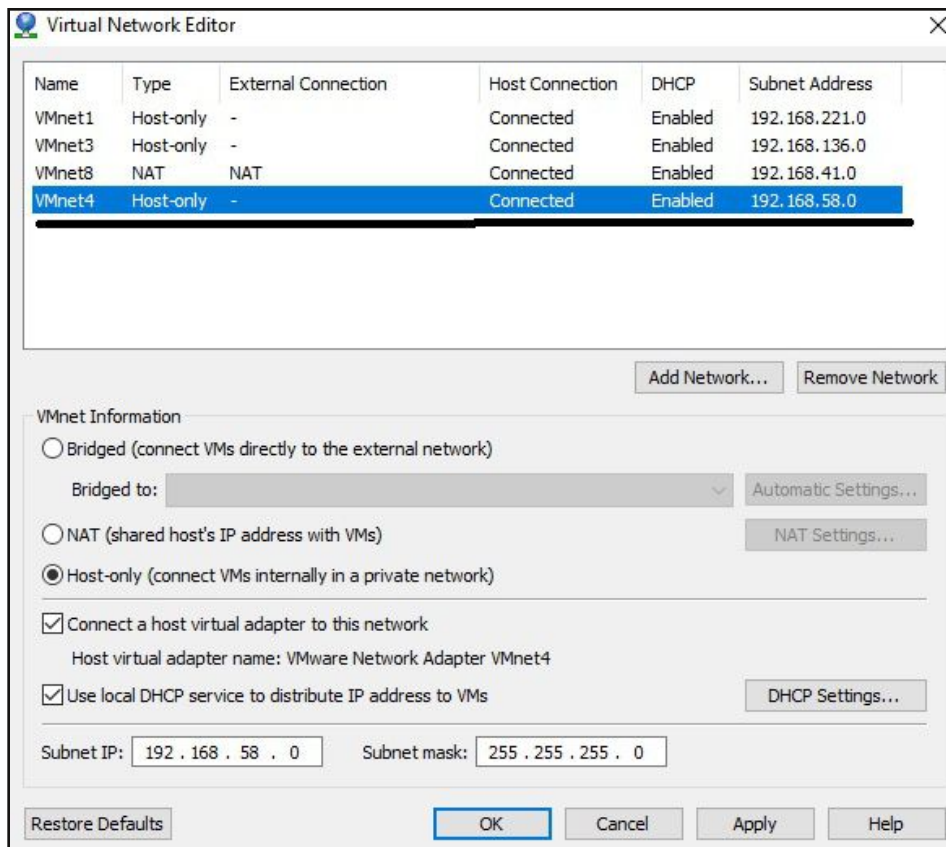 Virtual Network Editor
Name Type External Connection Host Connection DHCP Subnet Address
VMnet1 Host-only - Connected Enabled 192.168.221.0
VMnet3 Host-only - Connected Enabled 192.168.136.0
VMnet8 NAT NAT Connected Enabled 192.168.41.0
VMnet4 Host-only - Connected Enabled 192.168.58.0
Add Network... Remove Network
VMnet Information
Bridged (connect VMs directly to the external network)
Bridged to: Automatic Settings...
NAT (shared host's IP address with VMs) NAT Settings...
Host-only (connect VMs internally in a private network)
Connect a host virtual adapter to this network
Host virtual adapter name: VMware Network Adapter VMnet4
Use local DHCP service to distribute IP address to VMs DHCP Settings...
Subnet IP: 192 . 168 . 58 . 0 Subnet mask: 255 . 255 . 255 . 0
Restore Defaults OK Cancel Apply Help